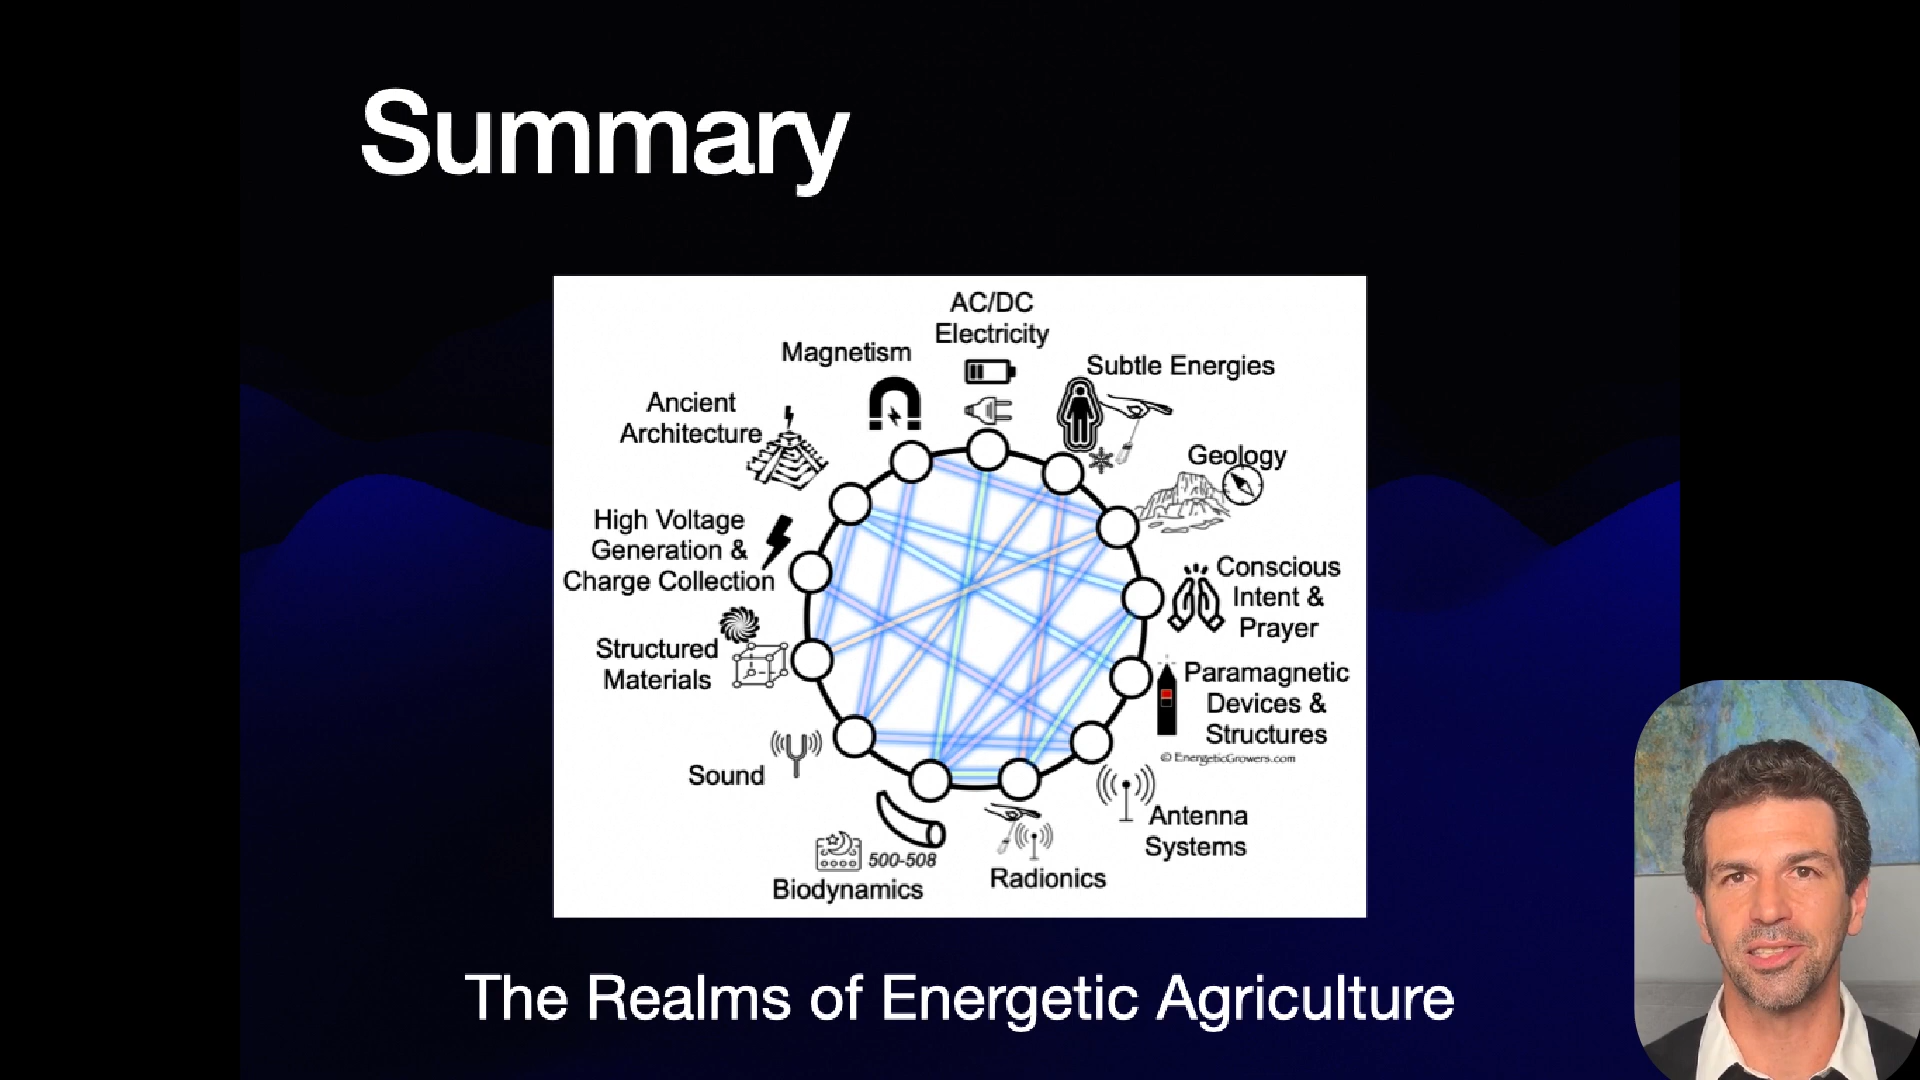 Summary
AC/DC
Electricity
Magnetism
Subtle Energies
Ancient
Architecture
Geology
High Voltage
Generation &
Charge Collection
Conscious
Intent &
Prayer
Structured
Materials
Paramagnetic
Devices &
Structures
© EnergeticGrowers.com
Sound
Antenna
Systems
500-508
Biodynamics
Radionics
The Realms of Energetic Agriculture